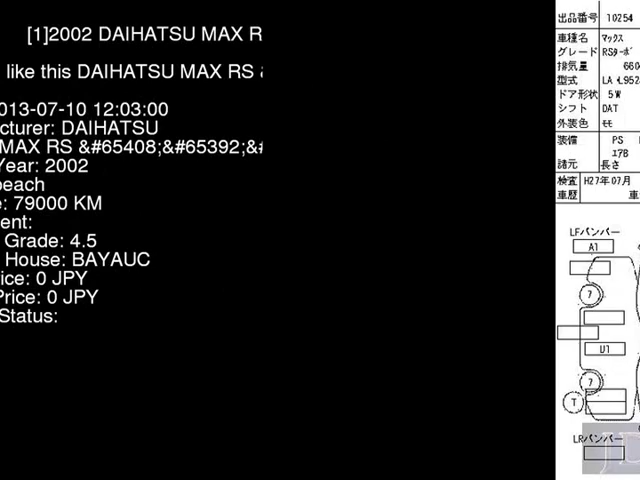 [1]2002 DAIHATSU MAX R
like this DAIHATSU MAX RS &
013-07-10 12:03:00
cturer: DAIHATSU
MAX RS &#65408;&#65392;&#
Year: 2002
peach
e: 79000 KM
ent:
Grade: 4.5
House: BAYAUC
ice: 0 JPY
Price: 0 JPY
Status:
出品番号 10254
車種名 マックス
グレード RSターボ
排気量 660
型式 LA L952
ドア形状 5W
シフト DAT
外装色 モモ
装備 PS
エアB
諸元 長さ
検査 H27年07月
車歴 車
LFバンパー
A1
7
U1
7
T
LRバンパー
JD